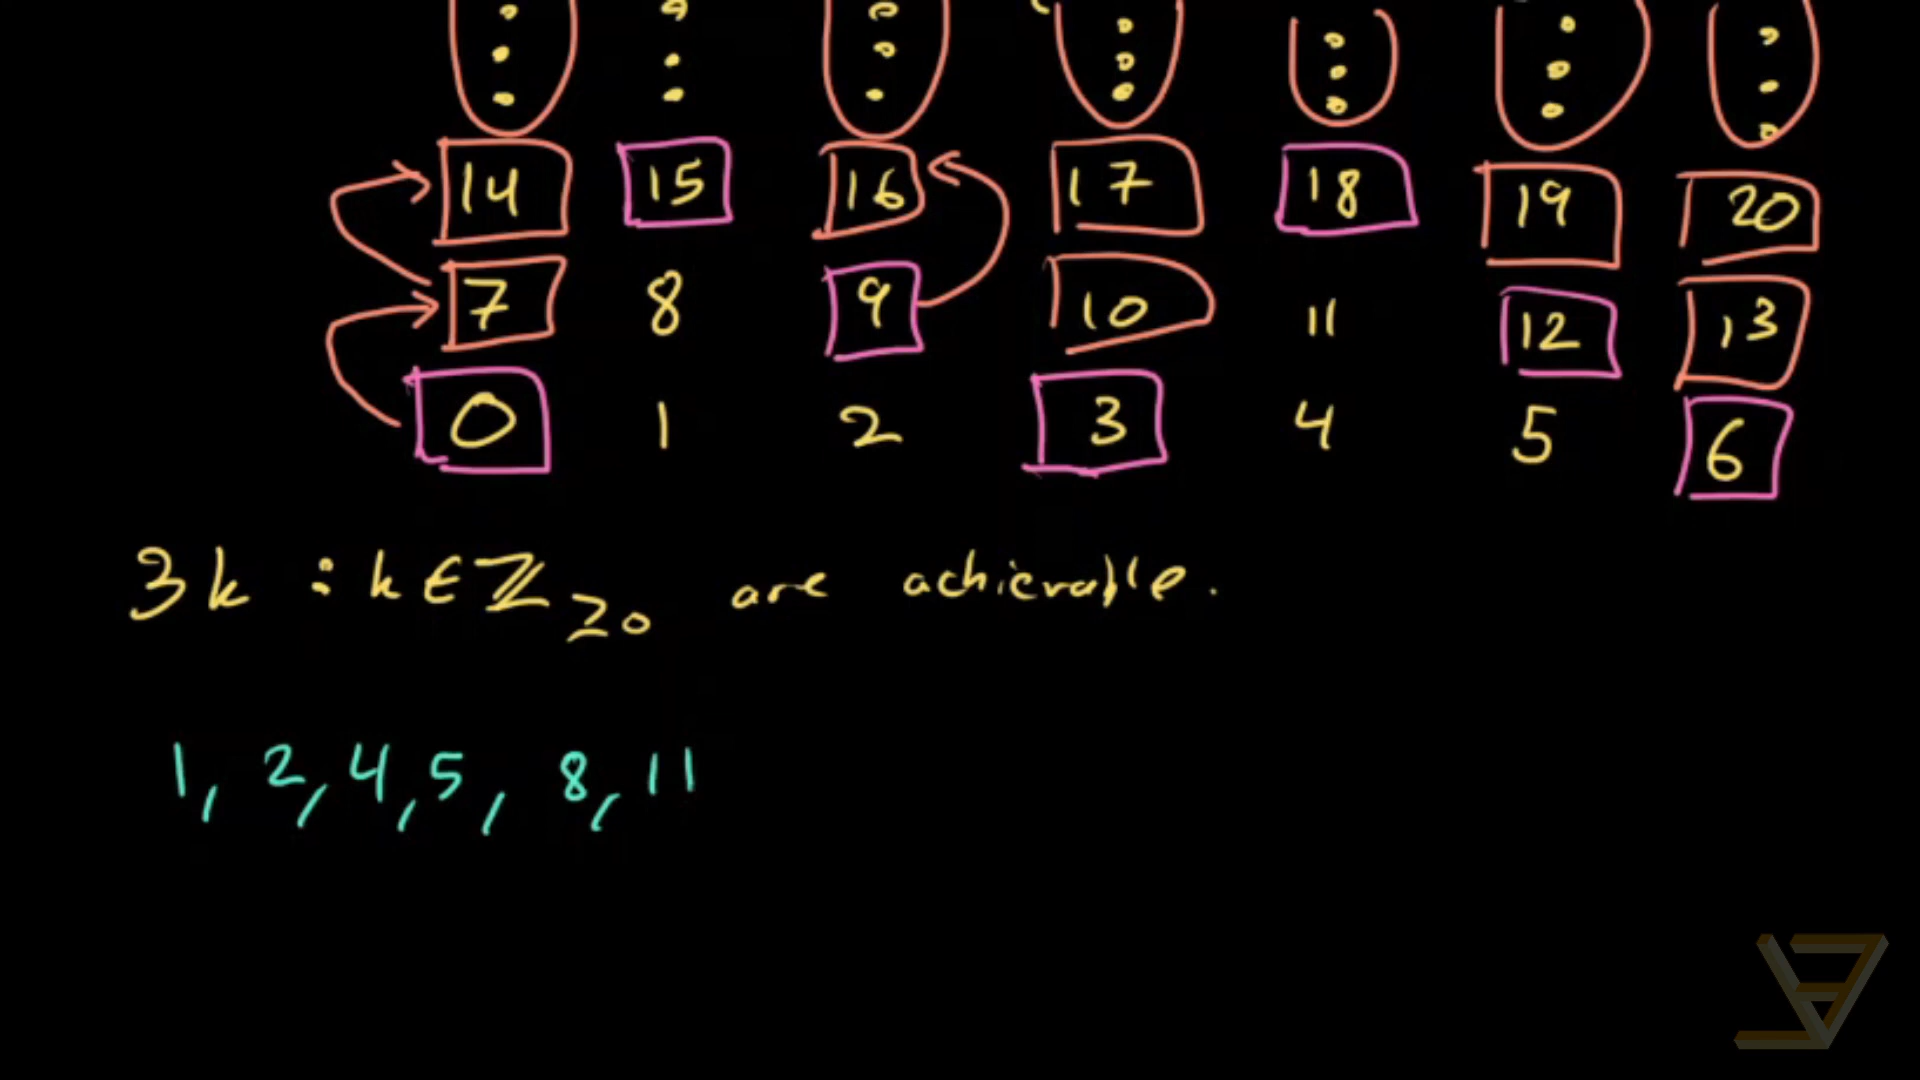 14 15 16 17 18 19 20
7 8 9 10 11 12 13
0 1 2 3 4 5 6
3k : k ∈ ℤ≥0 are achievable.
1, 2, 4, 5, 8, 11